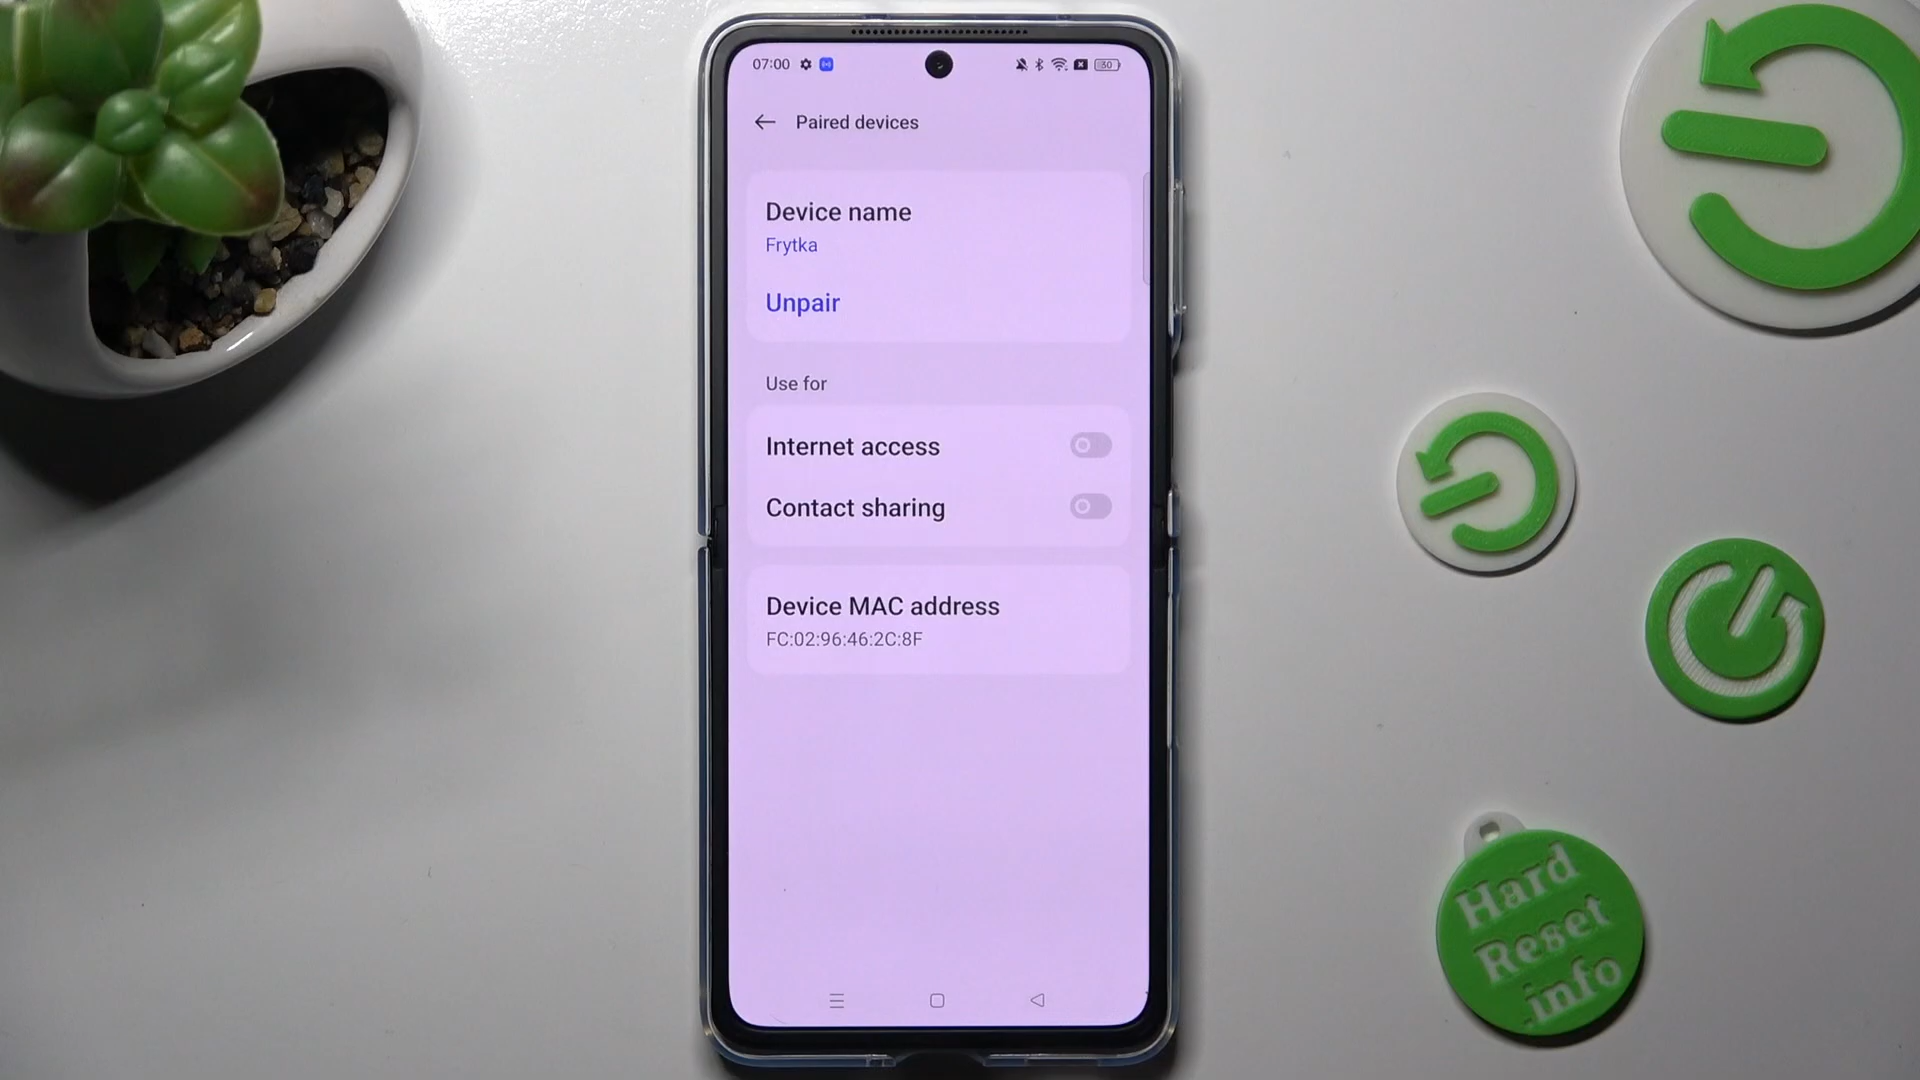 07:00
30
Paired devices
Device name
Frytka
Unpair
Use for
Internet access
Contact sharing
Device MAC address
FC:02:96:46:2C:8F
Hard
Reset
.info